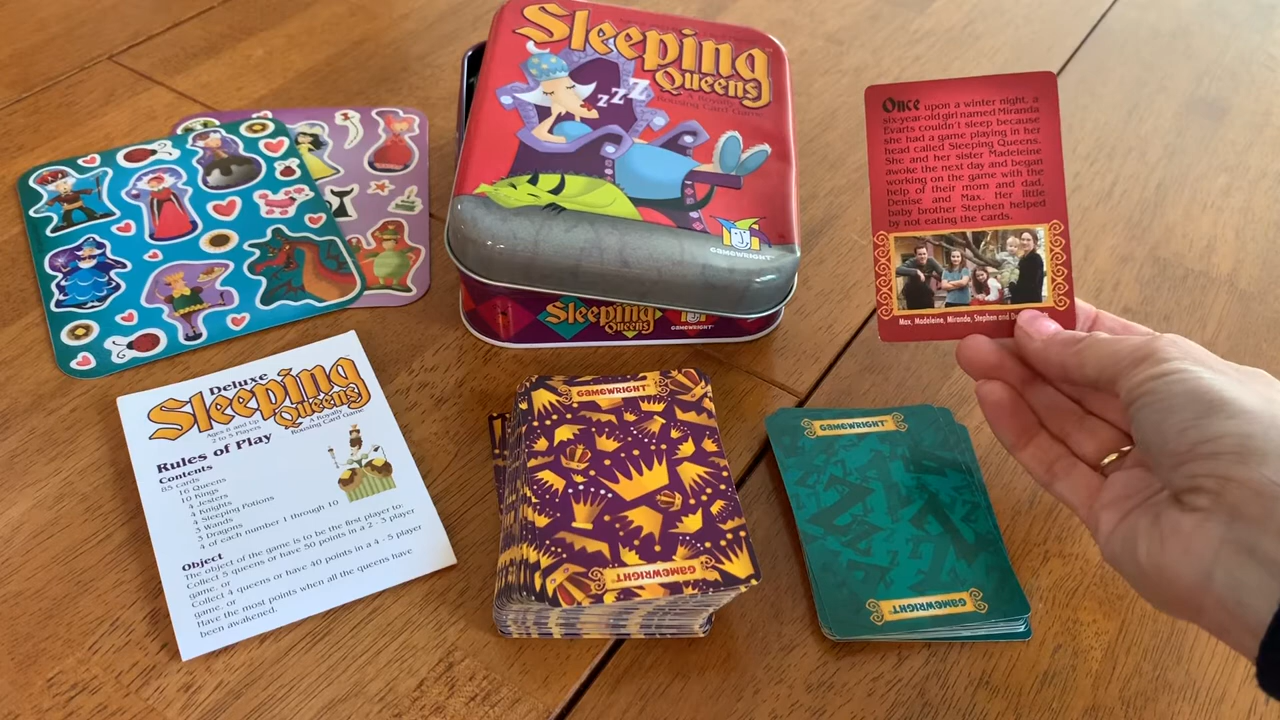 Sleeping
Queens
A Royally
Rousing Card Game
zzZ
GAMEWRIGHT
Sleeping
Queens
GAMEWRIGHT
Once upon a winter night, a
six-year-old girl named Miranda
Evarts couldn't sleep because
she had a game playing in her
head called Sleeping Queens.
She and her sister Madeleine
awoke the next day and began
working on the game with the
help of their mom and dad,
Denise and Max. Her little
baby brother Stephen helped
by not eating the cards.
Max, Madeleine, Miranda, Stephen and
Deluxe
Sleeping
Queens
Ages 8 and Up
2 to 5 Players
A Royally
Rousing Card Game
Rules of Play
Contents
85 cards
16 Queens
10 Kings
4 Jesters
4 Knights
4 Sleeping Potions
3 Wands
3 Dragons
4 of each number 1 through 10
Object
The object of the game is to be the first player to:
Collect 5 queens or have 50 points in a 2 - 3 player
game, or
Collect 4 queens or have 40 points in a 4 - 5 player
game, or
Have the most points when all the queens have
been awakened.
GAMEWRIGHT
GAMEWRIGHT
GAMEWRIGHT
GAMEWRIGHT